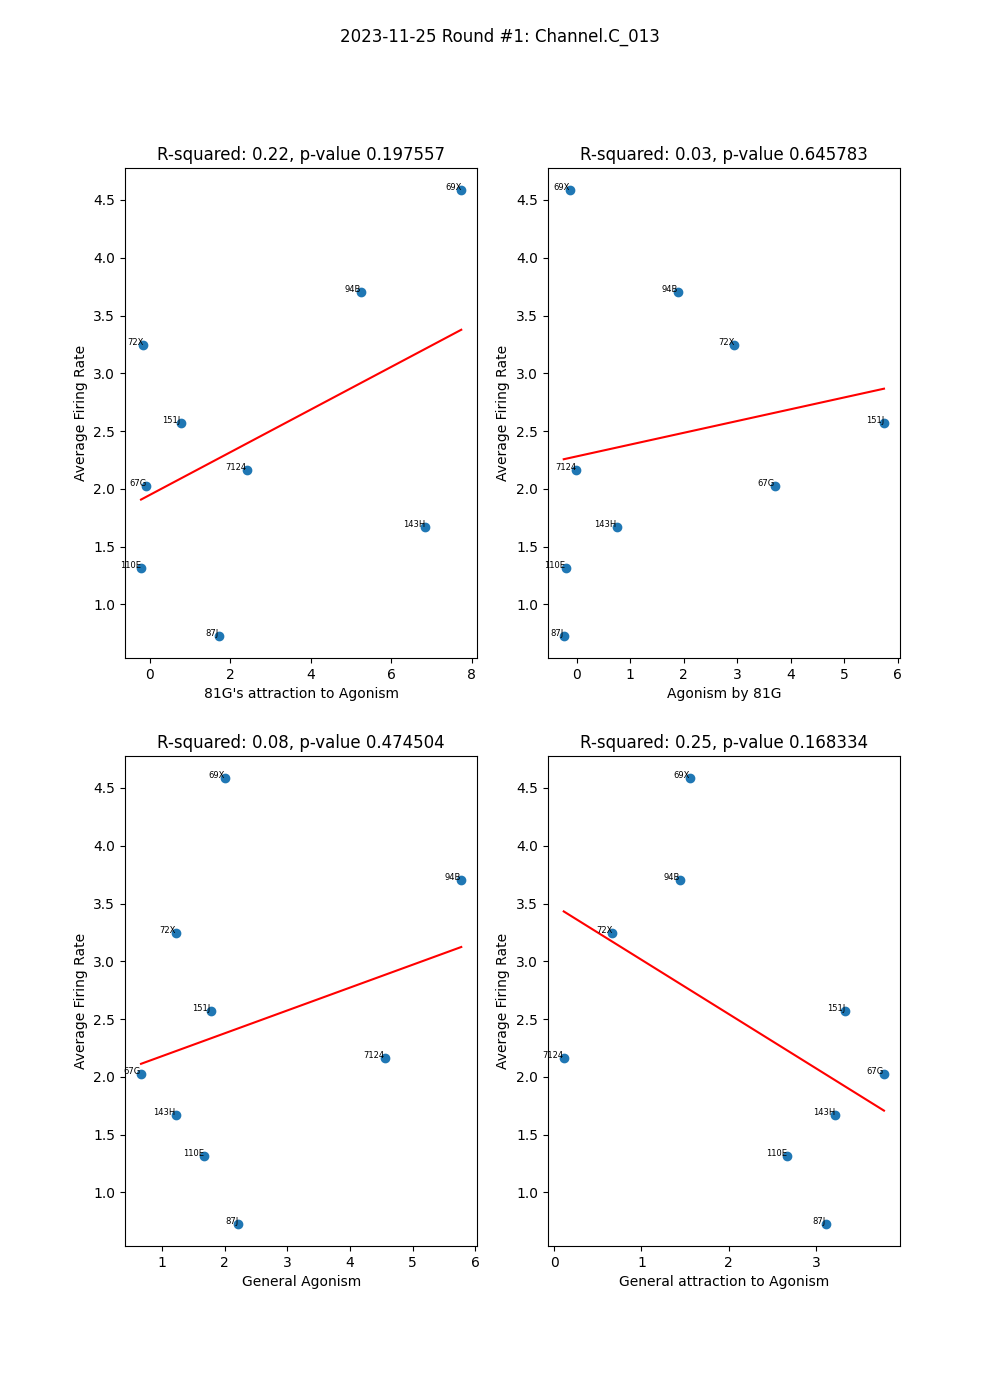 2023-11-25 Round #1: Channel.C_013
R-squared: 0.22, p-value 0.197557
4.5
4.0
3.5
3.0
2.5
2.0
1.5
1.0
Average Firing Rate
69X
94B
72X
151J
7124
67G
143H
110E
87J
0 2 4 6 8
81G's attraction to Agonism
R-squared: 0.03, p-value 0.645783
4.5
4.0
3.5
3.0
2.5
2.0
1.5
1.0
Average Firing Rate
69X
94B
72X
151J
7124
67G
143H
110E
87J
0 1 2 3 4 5 6
Agonism by 81G
R-squared: 0.08, p-value 0.474504
4.5
4.0
3.5
3.0
2.5
2.0
1.5
1.0
Average Firing Rate
69X
94B
72X
151J
7124
67G
143H
110E
87J
1 2 3 4 5 6
General Agonism
R-squared: 0.25, p-value 0.168334
4.5
4.0
3.5
3.0
2.5
2.0
1.5
1.0
Average Firing Rate
69X
94B
72X
151J
7124
67G
143H
110E
87J
0 1 2 3
General attraction to Agonism